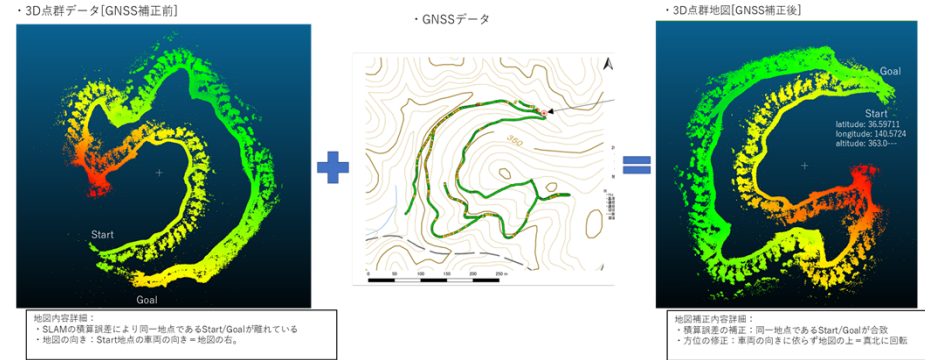 ・3D点群データ[GNSS補正前]
・GNSSデータ
・3D点群地図[GNSS補正後]
Start
Goal
350
0 50 100 150 200 250 m
Goal
Start
latitude: 36.59711
longitude: 140.5724
altitude: 363.0---
地図内容詳細：
・SLAMの積算誤差により同一地点であるStart/Goalが離れている
・地図の向き：Start地点の車両の向き＝地図の右。
地図補正内容詳細：
・積算誤差の補正：同一地点であるStart/Goalが合致
・方位の修正：車両の向きに依らず地図の上＝真北に回転